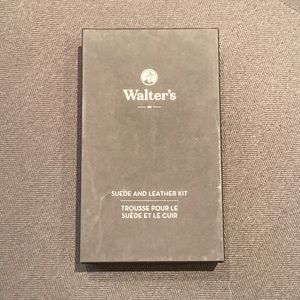 Walter's
SUEDE AND LEATHER KIT
TROUSSE POUR LE
SUÈDE ET LE CUIR